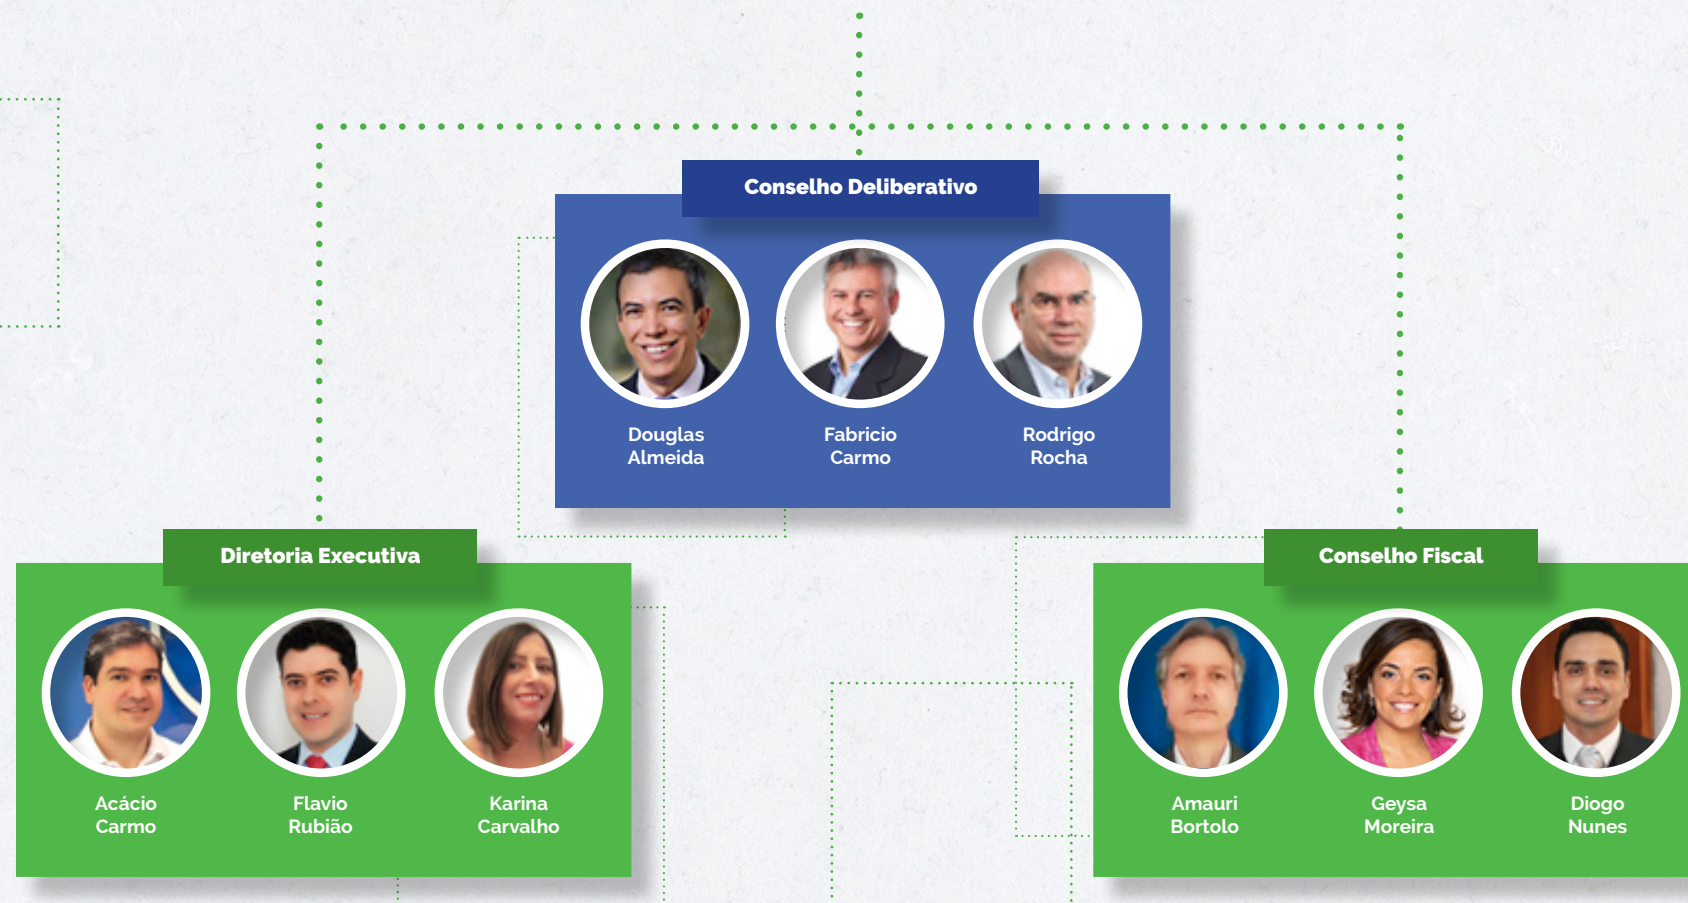 Conselho Deliberativo
Douglas
Almeida
Fabricio
Carmo
Rodrigo
Rocha
Diretoria Executiva
Acácio
Carmo
Flavio
Rubião
Karina
Carvalho
Conselho Fiscal
Amauri
Bortolo
Geysa
Moreira
Diogo
Nunes